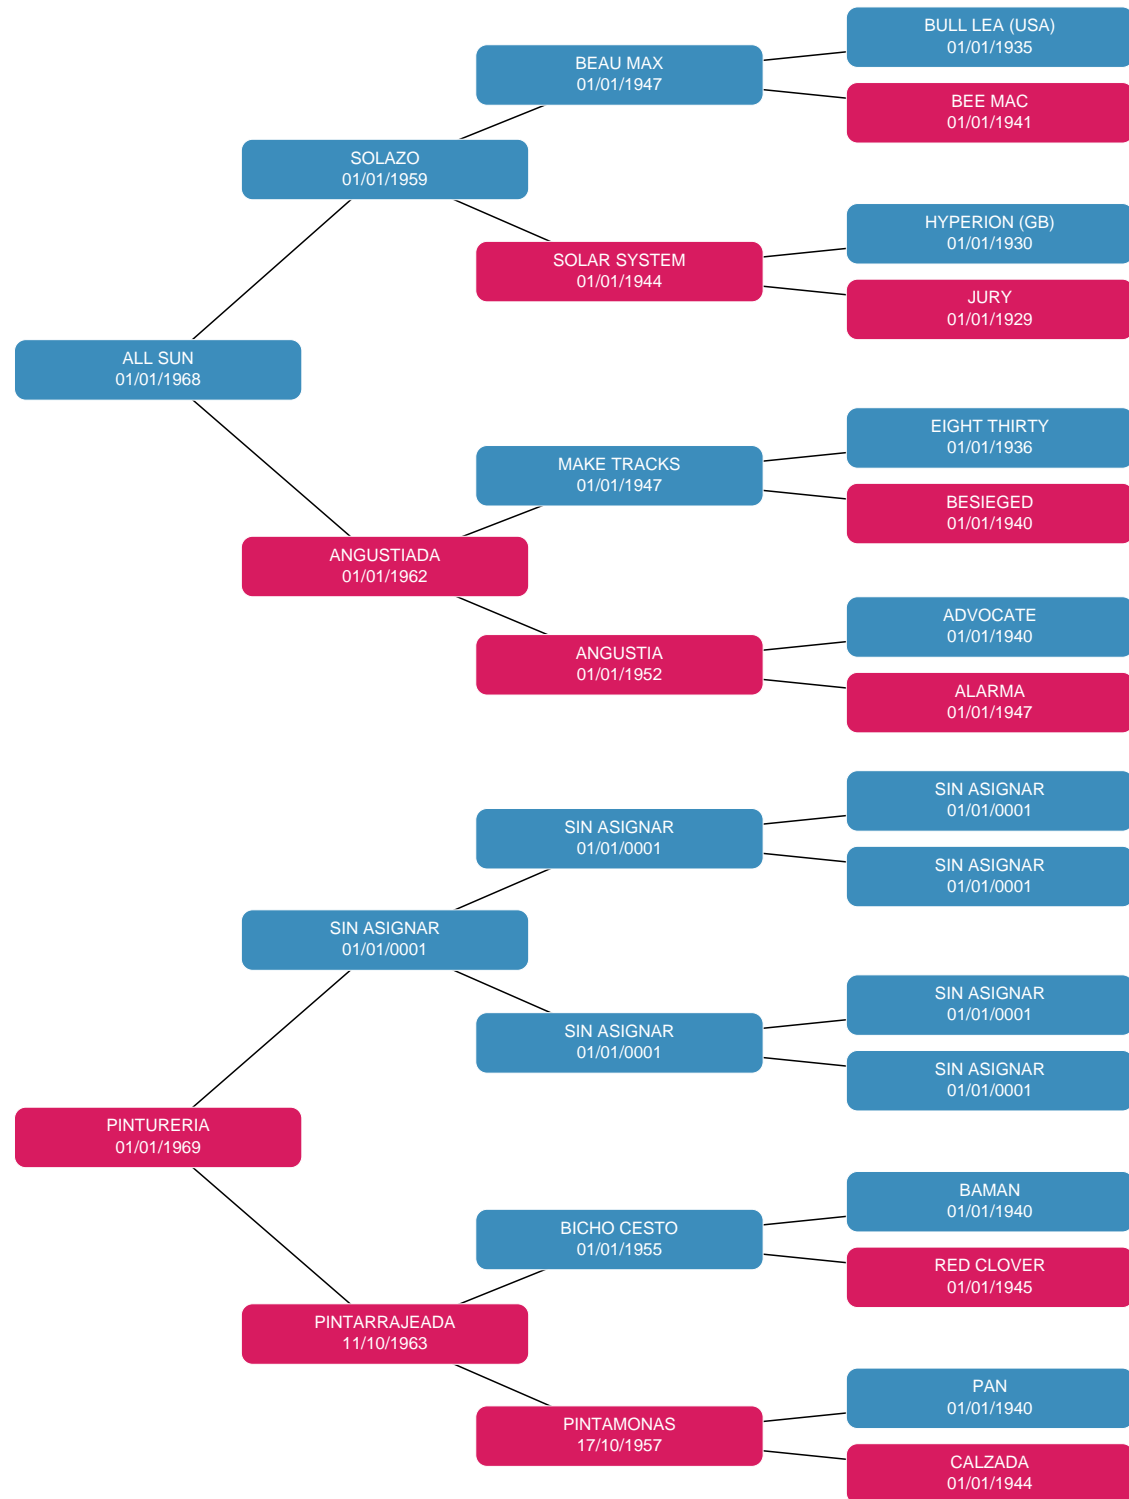 BULL LEA (USA)
01/01/1935
BEAU MAX
01/01/1947
BEE MAC
01/01/1941
SOLAZO
01/01/1959
HYPERION (GB)
01/01/1930
SOLAR SYSTEM
01/01/1944
JURY
01/01/1929
ALL SUN
01/01/1968
EIGHT THIRTY
01/01/1936
MAKE TRACKS
01/01/1947
BESIEGED
01/01/1940
ANGUSTIADA
01/01/1962
ADVOCATE
01/01/1940
ANGUSTIA
01/01/1952
ALARMA
01/01/1947
SIN ASIGNAR
01/01/0001
SIN ASIGNAR
01/01/0001
SIN ASIGNAR
01/01/0001
SIN ASIGNAR
01/01/0001
SIN ASIGNAR
01/01/0001
SIN ASIGNAR
01/01/0001
SIN ASIGNAR
01/01/0001
PINTURERIA
01/01/1969
BAMAN
01/01/1940
BICHO CESTO
01/01/1955
RED CLOVER
01/01/1945
PINTARRAJEADA
11/10/1963
PAN
01/01/1940
PINTAMONAS
17/10/1957
CALZADA
01/01/1944